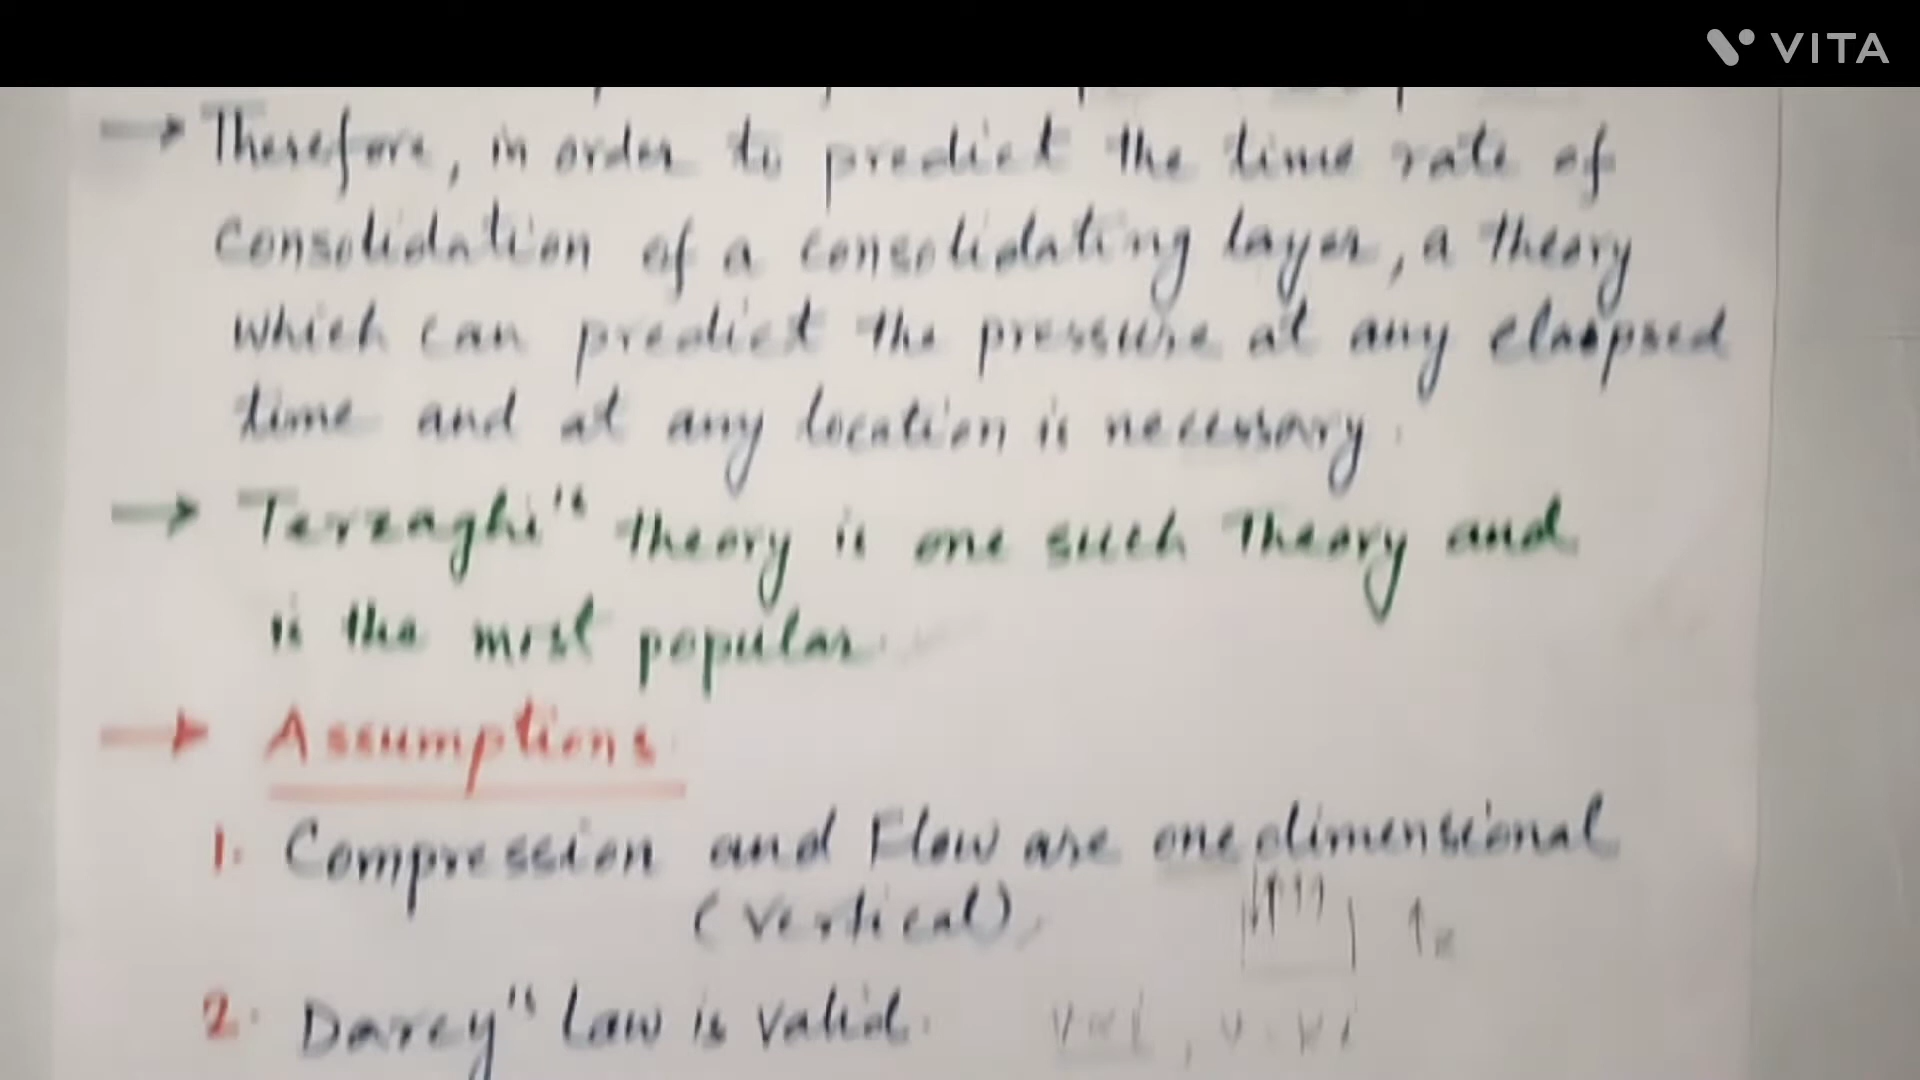 VITA
→ Therefore, in order to predict the time rate of
consolidation of a consolidating layer, a theory
which can predict the pressure at any elaspsed
time and at any location is necessary.
→ Terzaghi"s theory is one such Theory and
is the most popular.
→ Assumptions
1. Compression and Flow are one dimensional
(vertical).
2. Darcy"s Law is valid. v∝i, v=ki